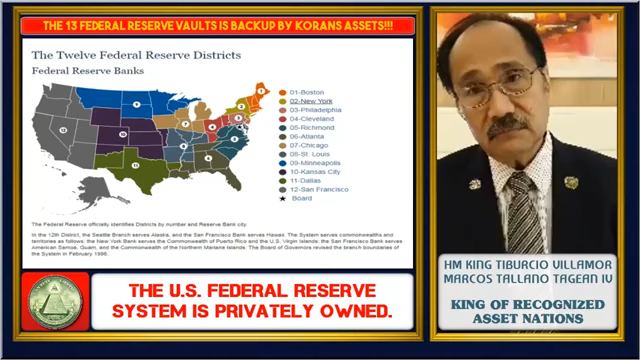 THE 13 FEDERAL RESERVE VAULTS IS BACKUP BY KORANS ASSETS!!!
The Twelve Federal Reserve Districts
Federal Reserve Banks
01-Boston
02-New York
03-Philadelphia
04-Cleveland
05-Richmond
06-Atlanta
07-Chicago
08-St. Louis
09-Minneapolis
10-Kansas City
11-Dallas
12-San Francisco
Board
The Federal Reserve officially identifies Districts by number and Reserve Bank city.
In the 12th District, the Seattle Branch serves Alaska, and the San Francisco Bank serves Hawaii. The System serves commonwealths and
territories as follows: the New York Bank serves the Commonwealth of Puerto Rico and the U.S. Virgin Islands; the San Francisco Bank serves
American Samoa, Guam, and the Commonwealth of the Northern Mariana Islands. The Board of Governors revised the branch boundaries
of the System in February 1996.
THE U.S. FEDERAL RESERVE
SYSTEM IS PRIVATELY OWNED.
HM KING TIBURCIO VILLAMOR
MARCOS TALLANO TAGEAN IV
KING OF RECOGNIZED
ASSET NATIONS